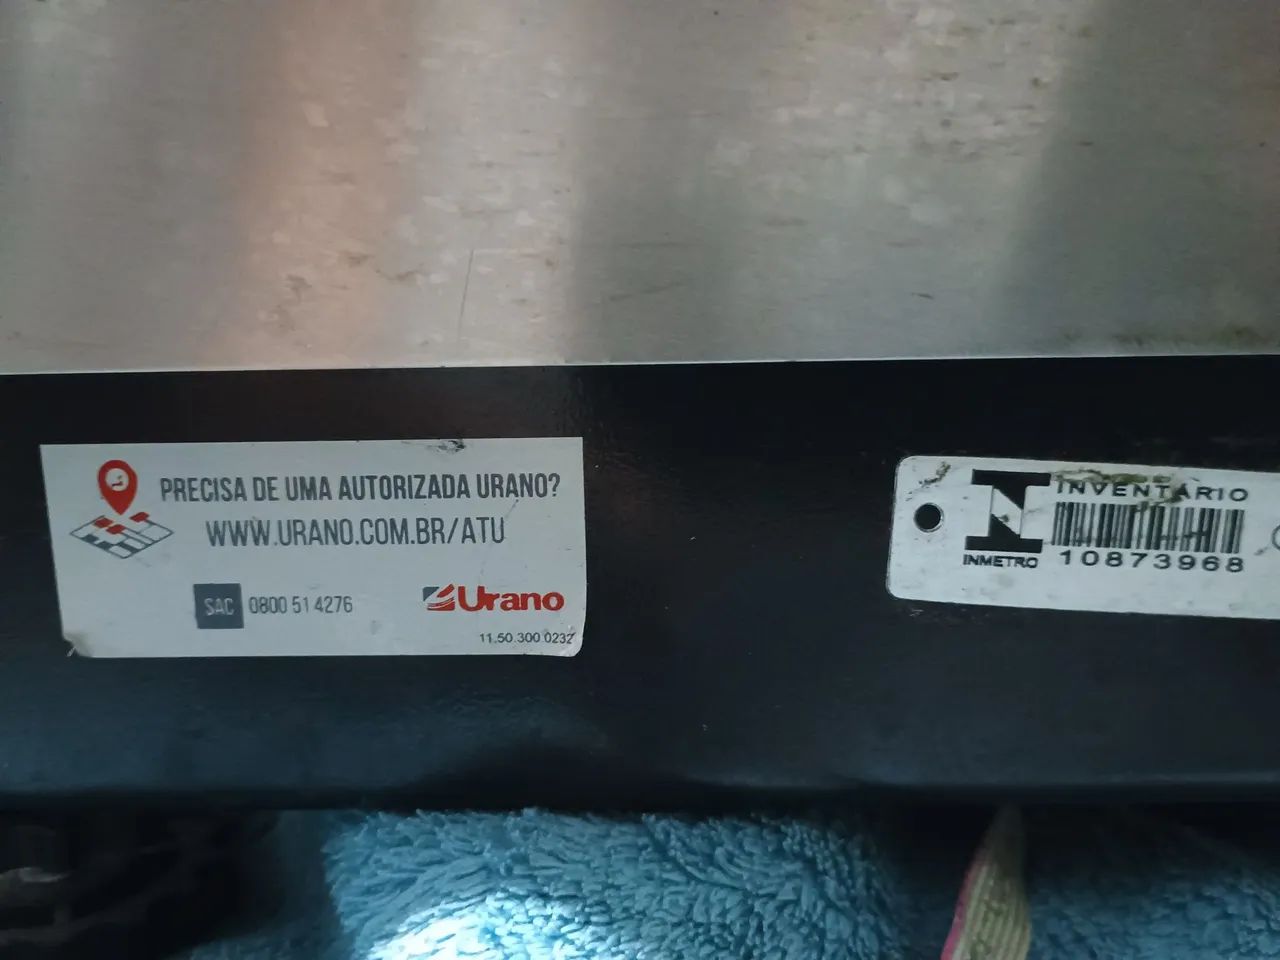 PRECISA DE UMA AUTORIZADA URANO?
WWW.URANO.COM.BR/ATU
SAC 0800 51 4276
Urano
11.50.300.0232
INVENTÁRIO
INMETRO
10873968